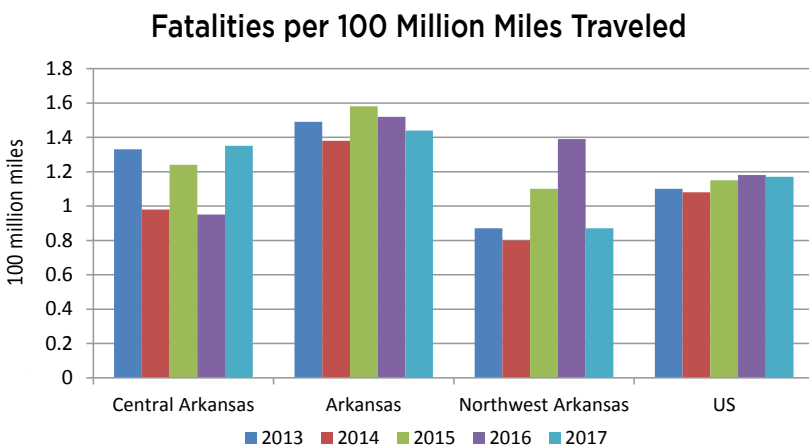 Fatalities per 100 Million Miles Traveled
1.8
1.6
1.4
1.2
1
0.8
0.6
0.4
0.2
0
100 million miles
Central Arkansas Arkansas Northwest Arkansas US
2013 2014 2015 2016 2017